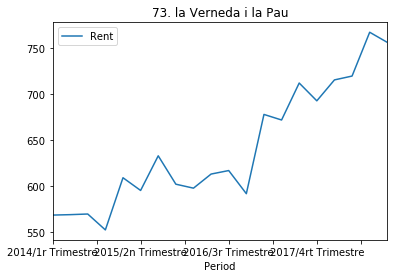 73. la Verneda i la Pau
Rent
750
700
650
600
550
2014/1r Trimestre 2015/2n Trimestre 2016/3r Trimestre 2017/4rt Trimestre
Period